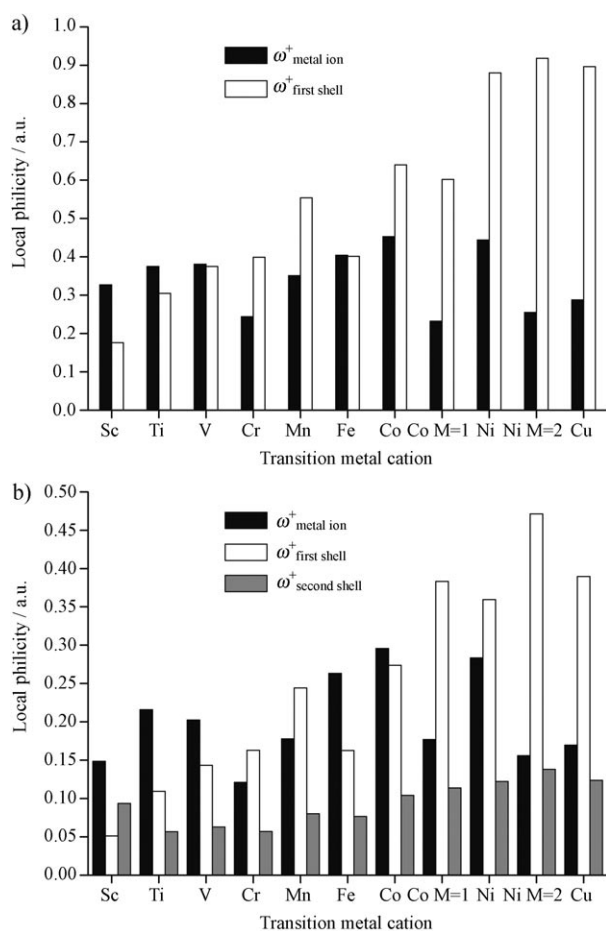 a)
Local philicity / a.u.
1.0
0.9
0.8
0.7
0.6
0.5
0.4
0.3
0.2
0.1
0.0
ω⁺ metal ion
ω⁺ first shell
Sc Ti V Cr Mn Fe Co Co M=1 Ni Ni M=2 Cu
Transition metal cation
b)
Local philicity / a.u.
0.50
0.45
0.40
0.35
0.30
0.25
0.20
0.15
0.10
0.05
0.00
ω⁺ metal ion
ω⁺ first shell
ω⁺ second shell
Sc Ti V Cr Mn Fe Co Co M=1 Ni Ni M=2 Cu
Transition metal cation